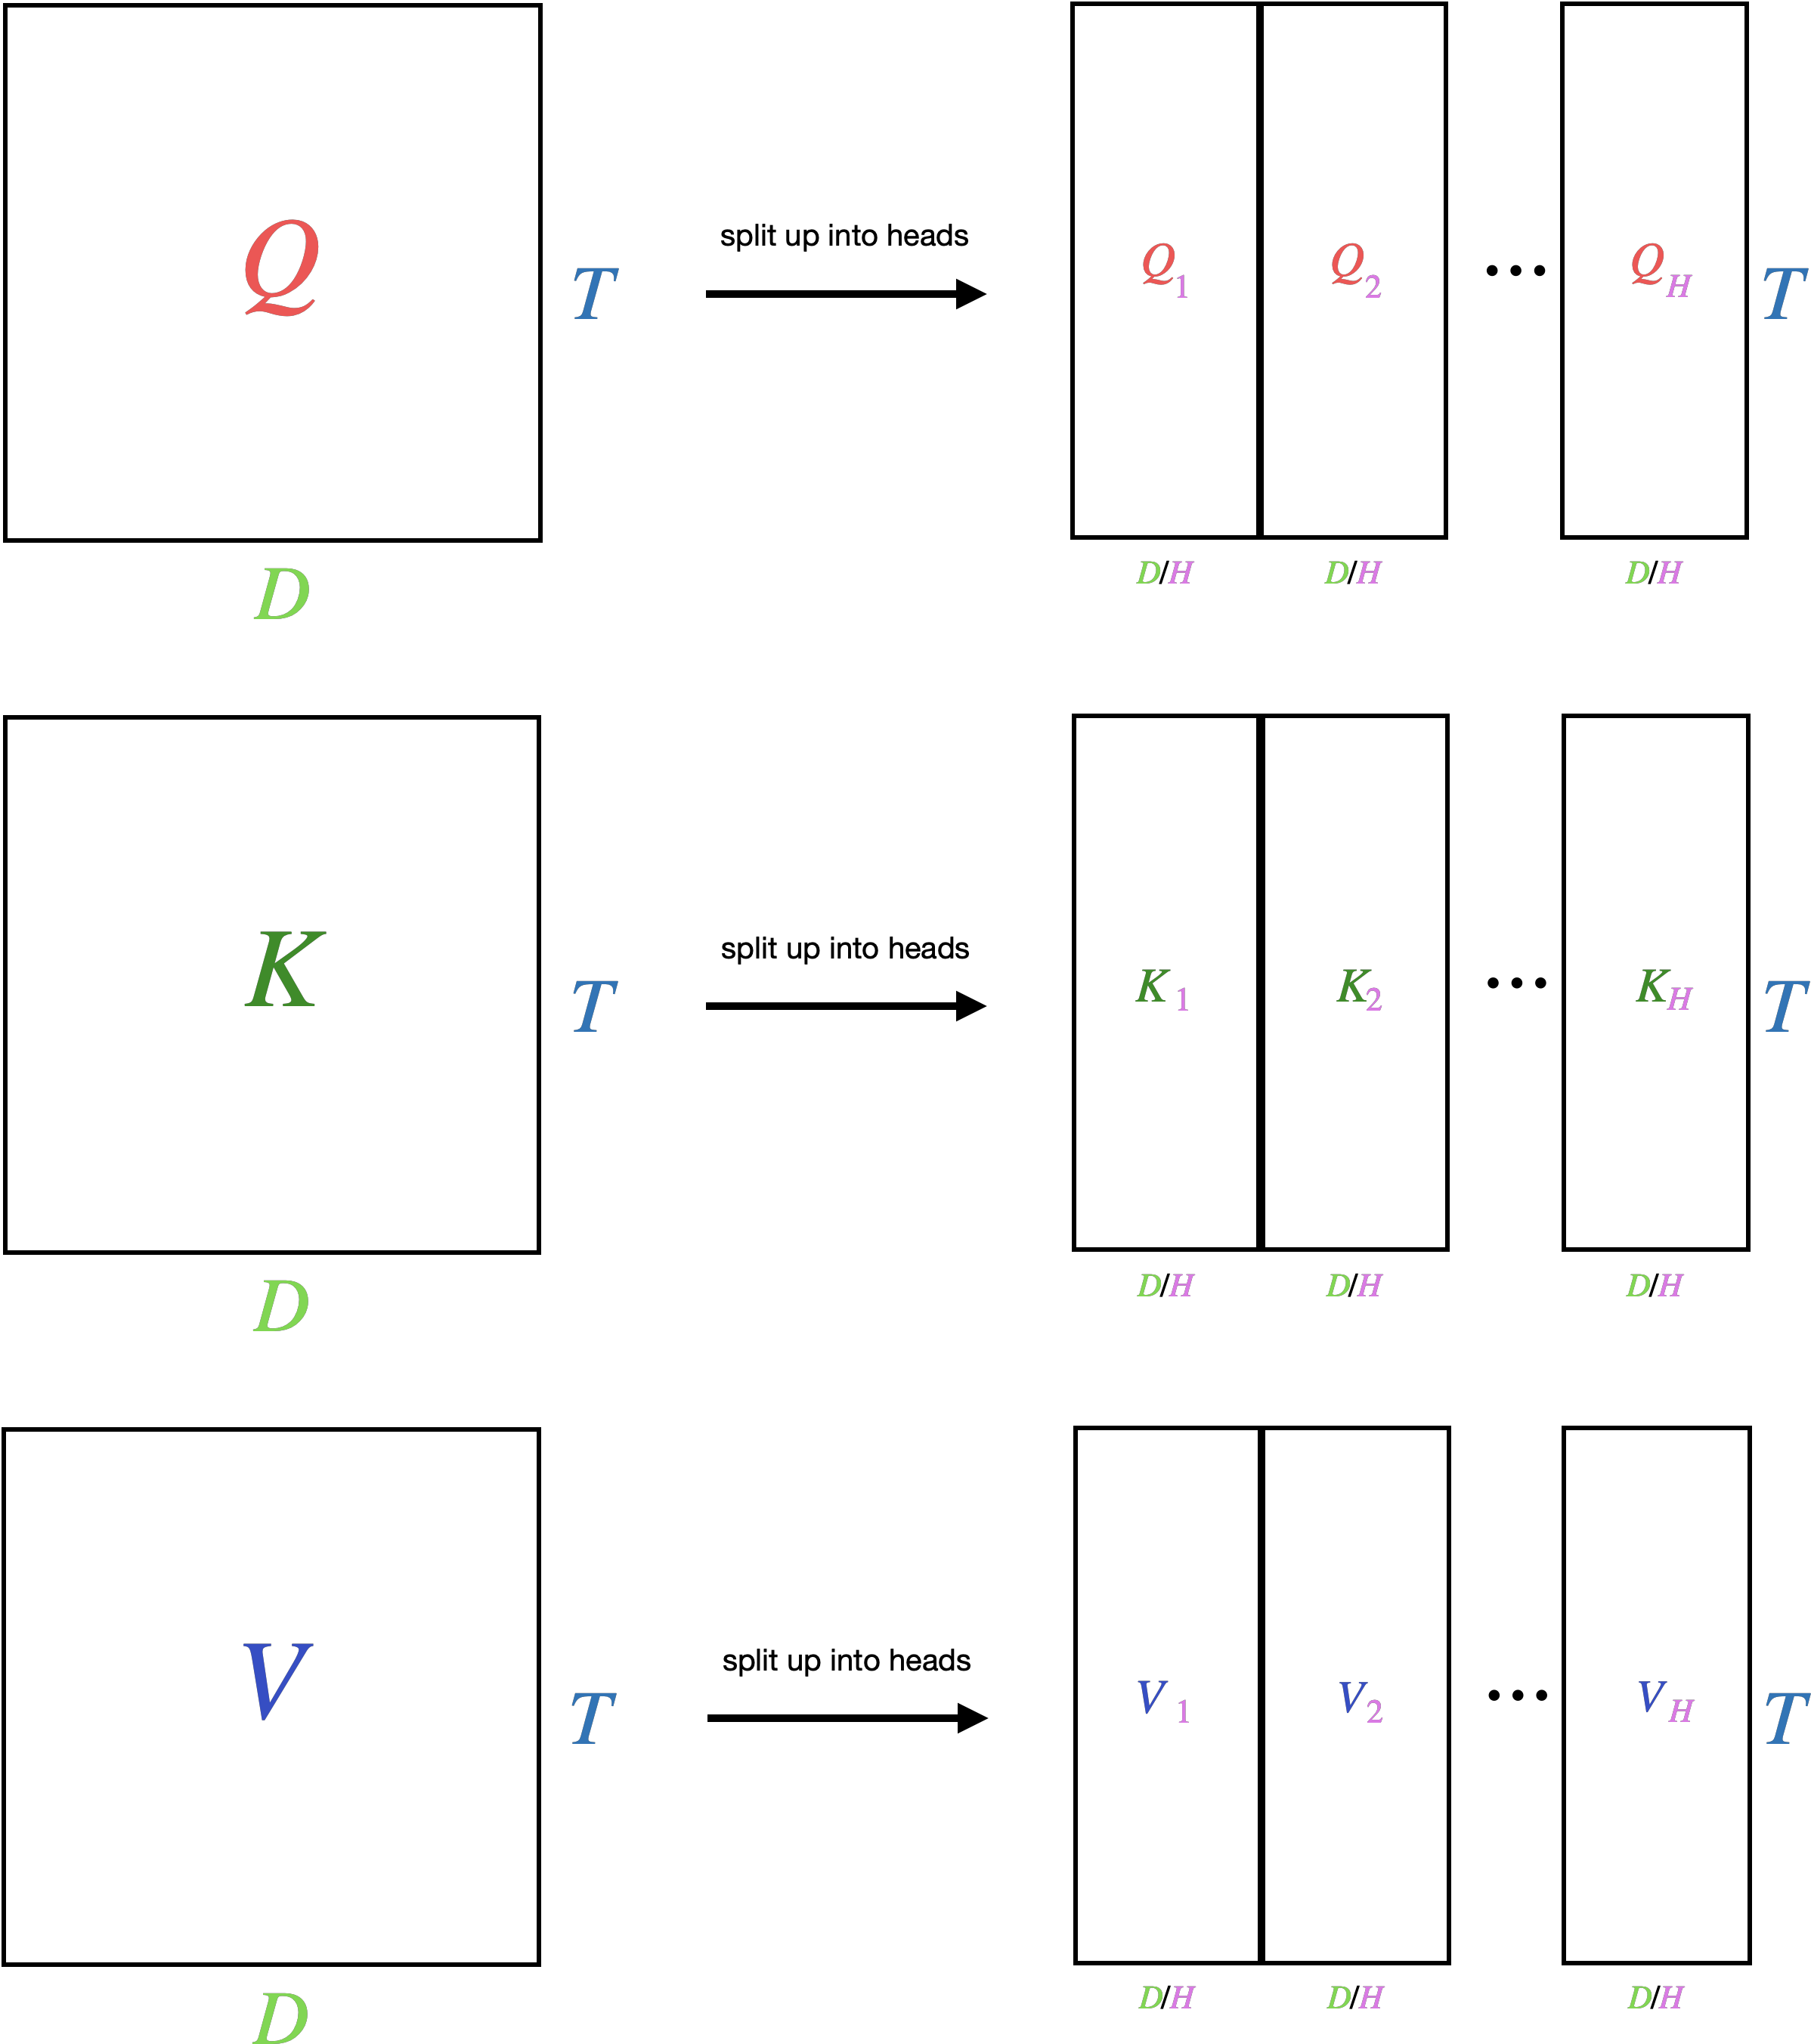 Q
T
split up into heads
Q1 Q2 ... QH
T
D
D/H D/H D/H
K
T
split up into heads
K1 K2 ... KH
T
D
D/H D/H D/H
V
T
split up into heads
V1 V2 ... VH
T
D
D/H D/H D/H